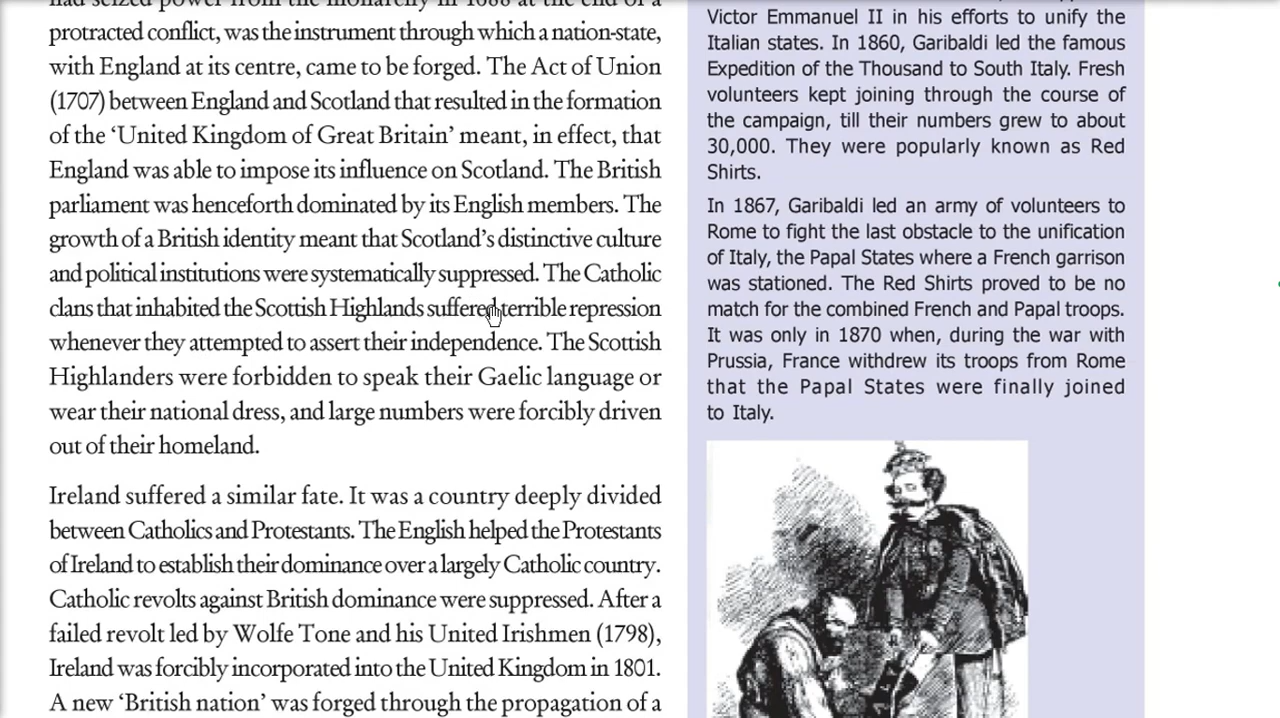 had seized power from the monarchy in 1688 at the end of a
protracted conflict, was the instrument through which a nation-state,
with England at its centre, came to be forged. The Act of Union
(1707) between England and Scotland that resulted in the formation
of the ‘United Kingdom of Great Britain’ meant, in effect, that
England was able to impose its influence on Scotland. The British
parliament was henceforth dominated by its English members. The
growth of a British identity meant that Scotland’s distinctive culture
and political institutions were systematically suppressed. The Catholic
clans that inhabited the Scottish Highlands suffered terrible repression
whenever they attempted to assert their independence. The Scottish
Highlanders were forbidden to speak their Gaelic language or
wear their national dress, and large numbers were forcibly driven
out of their homeland.
Ireland suffered a similar fate. It was a country deeply divided
between Catholics and Protestants. The English helped the Protestants
of Ireland to establish their dominance over a largely Catholic country.
Catholic revolts against British dominance were suppressed. After a
failed revolt led by Wolfe Tone and his United Irishmen (1798),
Ireland was forcibly incorporated into the United Kingdom in 1801.
A new ‘British nation’ was forged through the propagation of a
Victor Emmanuel II in his efforts to unify the
Italian states. In 1860, Garibaldi led the famous
Expedition of the Thousand to South Italy. Fresh
volunteers kept joining through the course of
the campaign, till their numbers grew to about
30,000. They were popularly known as Red
Shirts.
In 1867, Garibaldi led an army of volunteers to
Rome to fight the last obstacle to the unification
of Italy, the Papal States where a French garrison
was stationed. The Red Shirts proved to be no
match for the combined French and Papal troops.
It was only in 1870 when, during the war with
Prussia, France withdrew its troops from Rome
that the Papal States were finally joined
to Italy.